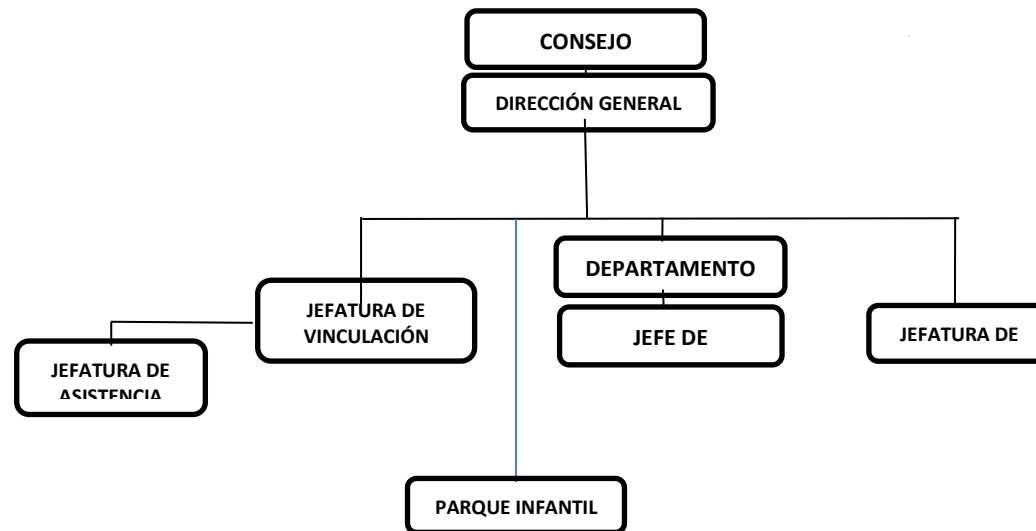 CONSEJO
DIRECCIÓN GENERAL
DEPARTAMENTO
JEFATURA DE
VINCULACIÓN
JEFE DE
JEFATURA DE
JEFATURA DE
ASISTENCIA
PARQUE INFANTIL